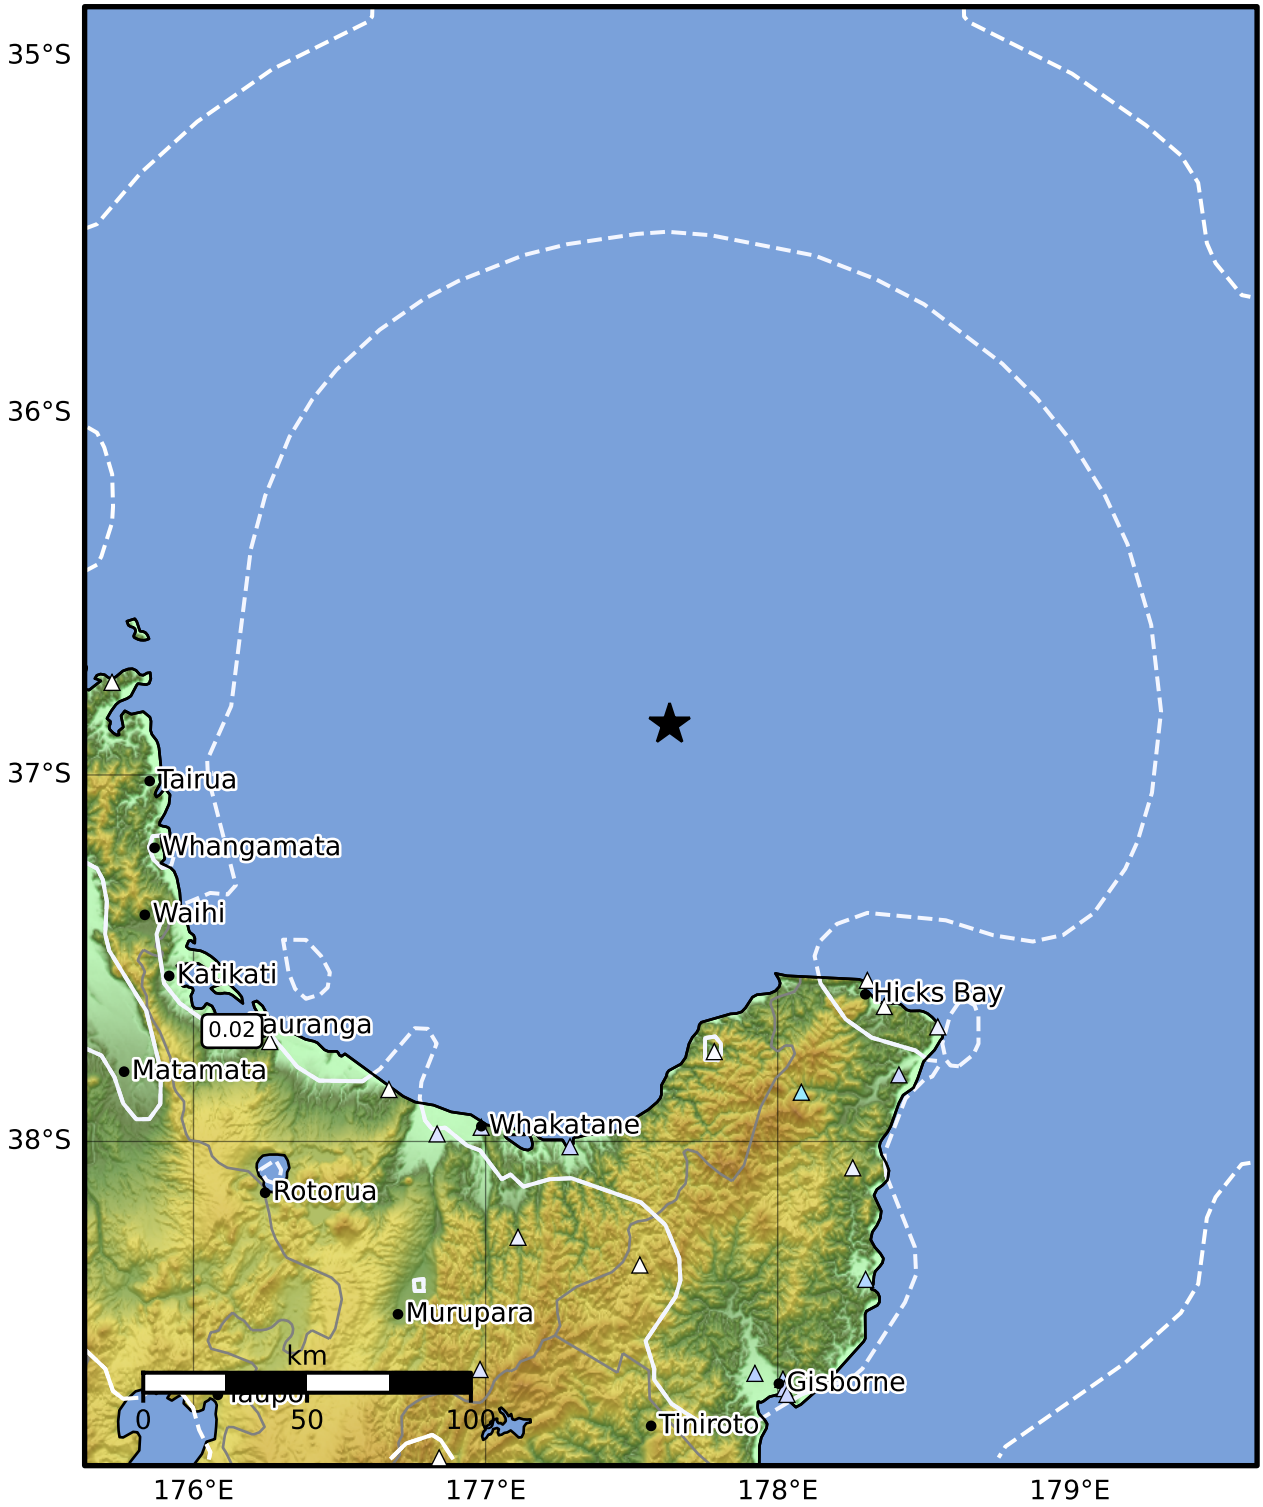 35°S
36°S
37°S
Tairua
Whangamata
Waihi
Katikati
Hicks Bay
0.02
auranga
Matamata
Whakatane
38°S
Rotorua
Murupara
km
Gisborne
Taupo
0
50
100
Tiniroto
176°E
177°E
178°E
179°E